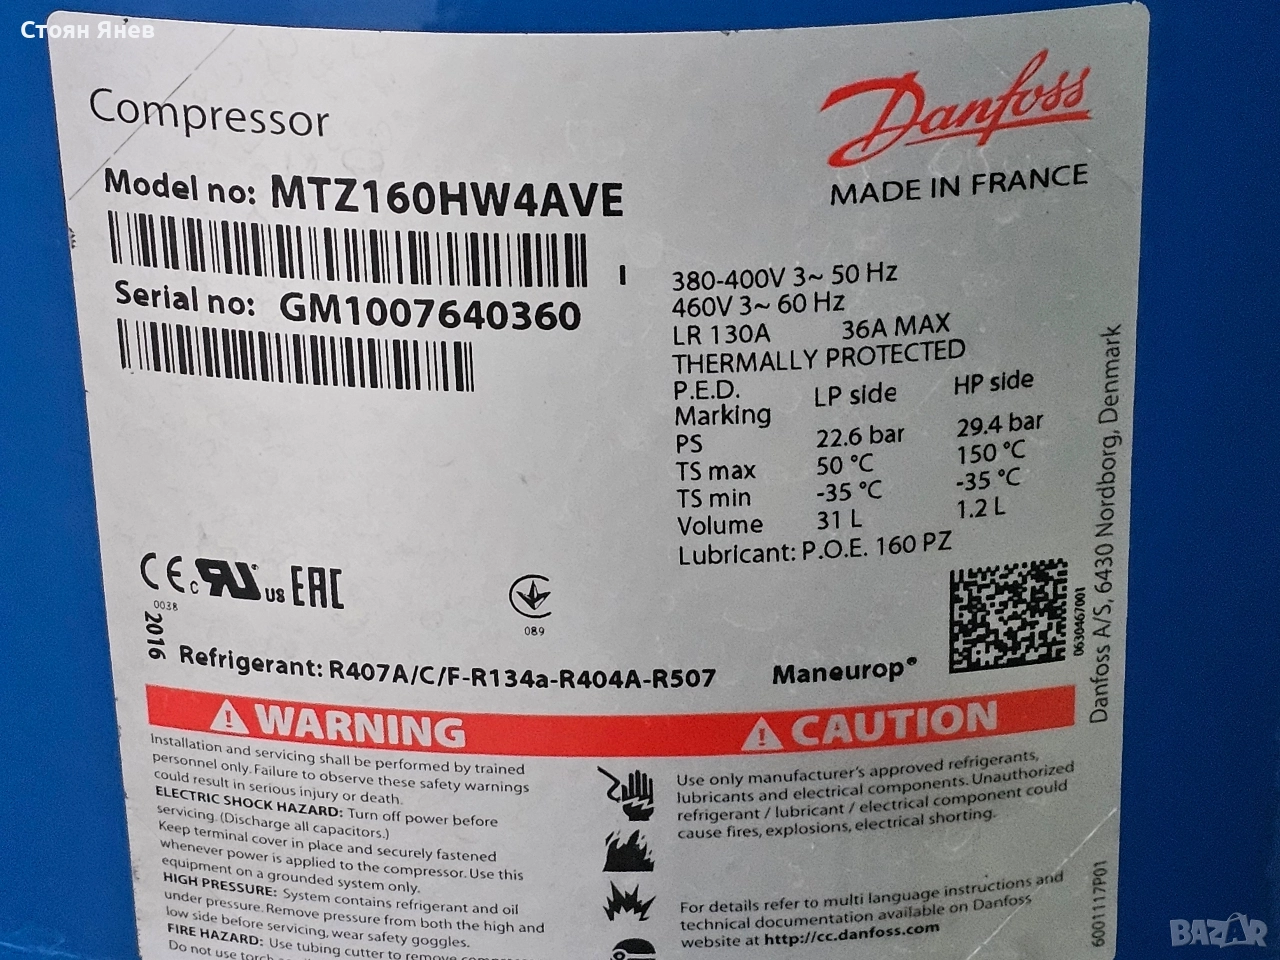 Стоян Янев
Compressor
Danfoss
MADE IN FRANCE
Model no: MTZ160HW4AVE
Serial no: GM1007640360
380-400V 3~ 50 Hz
460V 3~ 60 Hz
LR 130A 36A MAX
THERMALLY PROTECTED
P.E.D. LP side HP side
Marking
PS 22.6 bar 29.4 bar
TS max 50 °C 150 °C
TS min -35 °C -35 °C
Volume 31 L 1.2 L
Lubricant: P.O.E. 160 PZ
CE c RU us EAC
0038
089
2016
0630467001
Danfoss A/S, 6430 Nordborg, Denmark
Refrigerant: R407A/C/F-R134a-R404A-R507
Maneurop®
WARNING
Installation and servicing shall be performed by trained
personnel only. Failure to observe these safety warnings
could result in serious injury or death.
ELECTRIC SHOCK HAZARD: Turn off power before
servicing. (Discharge all capacitors.)
Keep terminal cover in place and securely fastened
whenever power is applied to the compressor. Use this
equipment on a grounded system only.
HIGH PRESSURE: System contains refrigerant and oil
under pressure. Remove pressure from both the high and
low side before servicing, wear safety goggles.
FIRE HAZARD: Use tubing cutter to remove
Do not use torch
CAUTION
Use only manufacturer's approved refrigerants,
lubricants and electrical components. Unauthorized
refrigerant / lubricant / electrical component could
cause fires, explosions, electrical shorting.
For details refer to multi language instructions and
technical documentation available on Danfoss
website at http://cc.danfoss.com
6001117P01
BAZAR